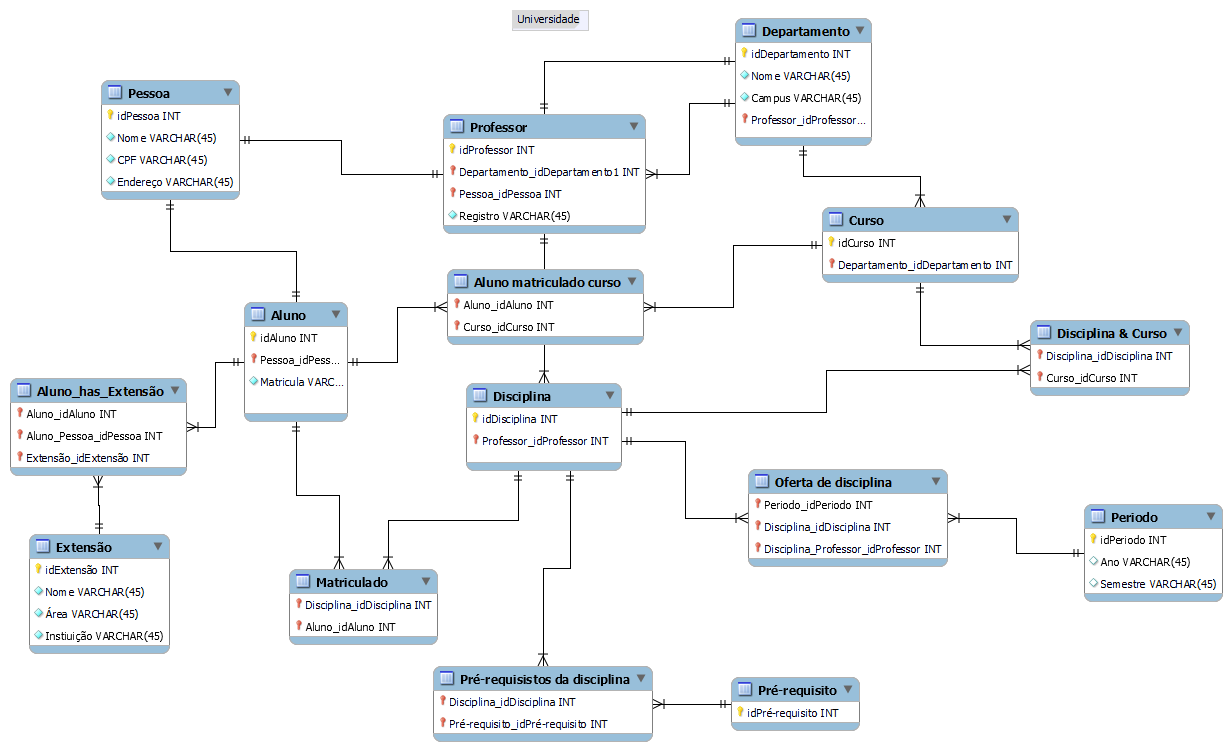 Universidade
Departamento
idDepartamento INT
Nome VARCHAR(45)
Campus VARCHAR(45)
Professor_idProfessor...
Pessoa
idPessoa INT
Nome VARCHAR(45)
CPF VARCHAR(45)
Endereço VARCHAR(45)
Professor
idProfessor INT
Departamento_idDepartamento1 INT
Pessoa_idPessoa INT
Registro VARCHAR(45)
Curso
idCurso INT
Departamento_idDepartamento INT
Aluno matriculado curso
Aluno_idAluno INT
Curso_idCurso INT
Aluno
idAluno INT
Pessoa_idPess...
Matricula VARC...
Disciplina & Curso
Disciplina_idDisciplina INT
Curso_idCurso INT
Aluno_has_Extensão
Aluno_idAluno INT
Aluno_Pessoa_idPessoa INT
Extensão_idExtensão INT
Disciplina
idDisciplina INT
Professor_idProfessor INT
Oferta de disciplina
Periodo_idPeriodo INT
Disciplina_idDisciplina INT
Disciplina_Professor_idProfessor INT
Periodo
idPeriodo INT
Ano VARCHAR(45)
Semestre VARCHAR(45)
Extensão
idExtensão INT
Nome VARCHAR(45)
Área VARCHAR(45)
Instiuição VARCHAR(45)
Matriculado
Disciplina_idDisciplina INT
Aluno_idAluno INT
Pré-requisistos da disciplina
Disciplina_idDisciplina INT
Pré-requisito_idPré-requisito INT
Pré-requisito
idPré-requisito INT